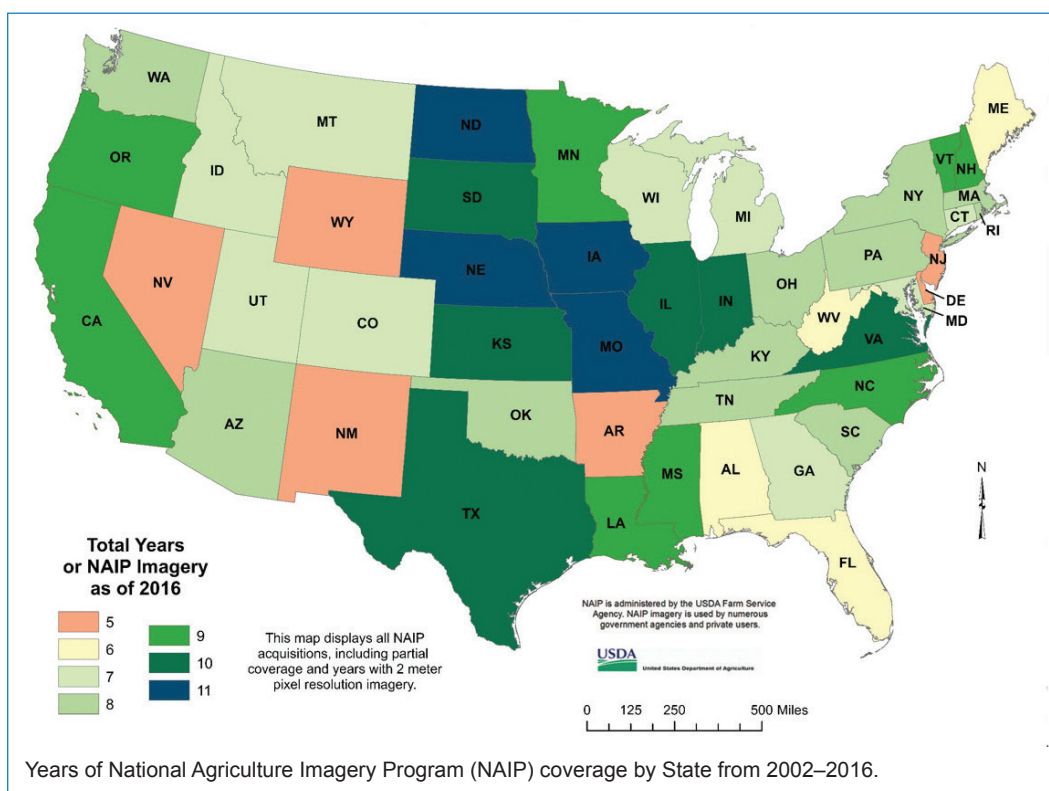 WA
MT
ND
MN
ME
OR
ID
SD
WI
MI
VT
NH
NY
MA
CT
RI
WY
NV
NE
IA
PA
NJ
OH
DE
MD
UT
CO
IL
IN
WV
VA
CA
KS
MO
KY
NC
TN
AZ
NM
OK
AR
SC
MS
AL
GA
TX
LA
FL
N
Total Years
or NAIP Imagery
as of 2016
5
6
7
8
9
10
11
This map displays all NAIP
acquisitions, including partial
coverage and years with 2 meter
pixel resolution imagery.
NAIP is administered by the USDA Farm Service
Agency. NAIP imagery is used by numerous
government agencies and private users.
USDA
United States Department of Agriculture
0 125 250 500 Miles
Years of National Agriculture Imagery Program (NAIP) coverage by State from 2002–2016.